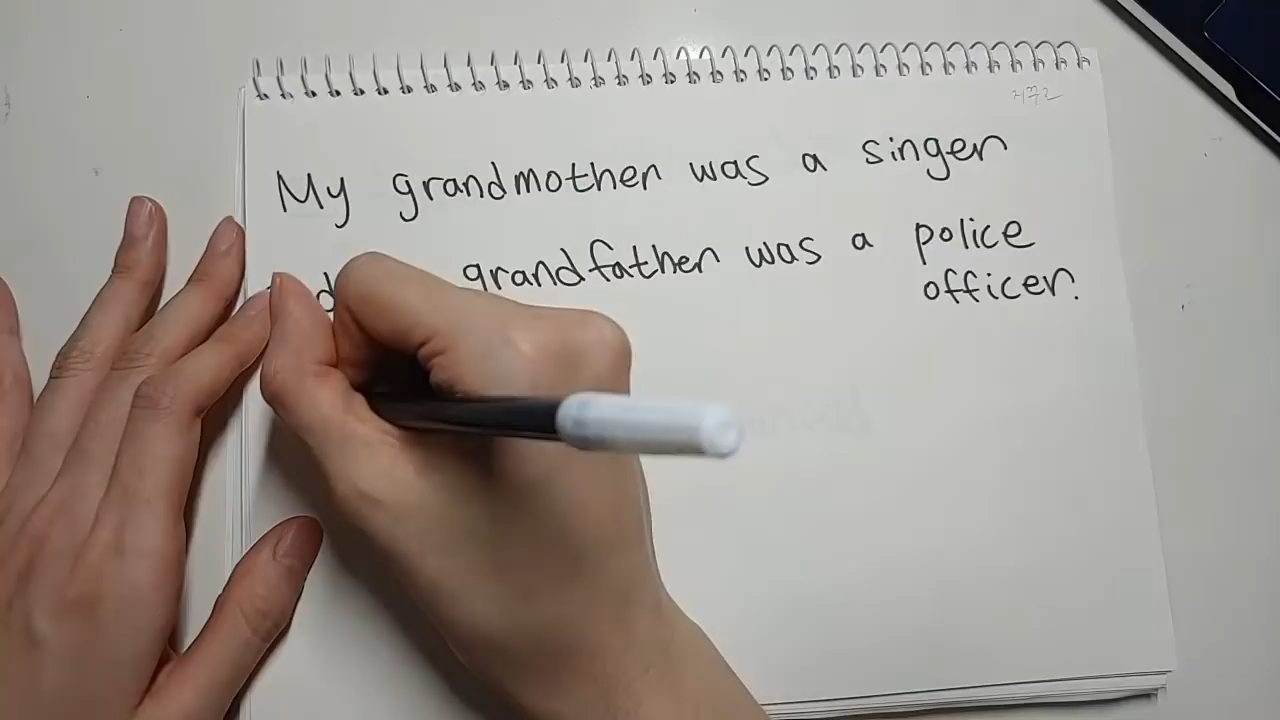 My grandmother was a singer
grandfather was a police
officer.